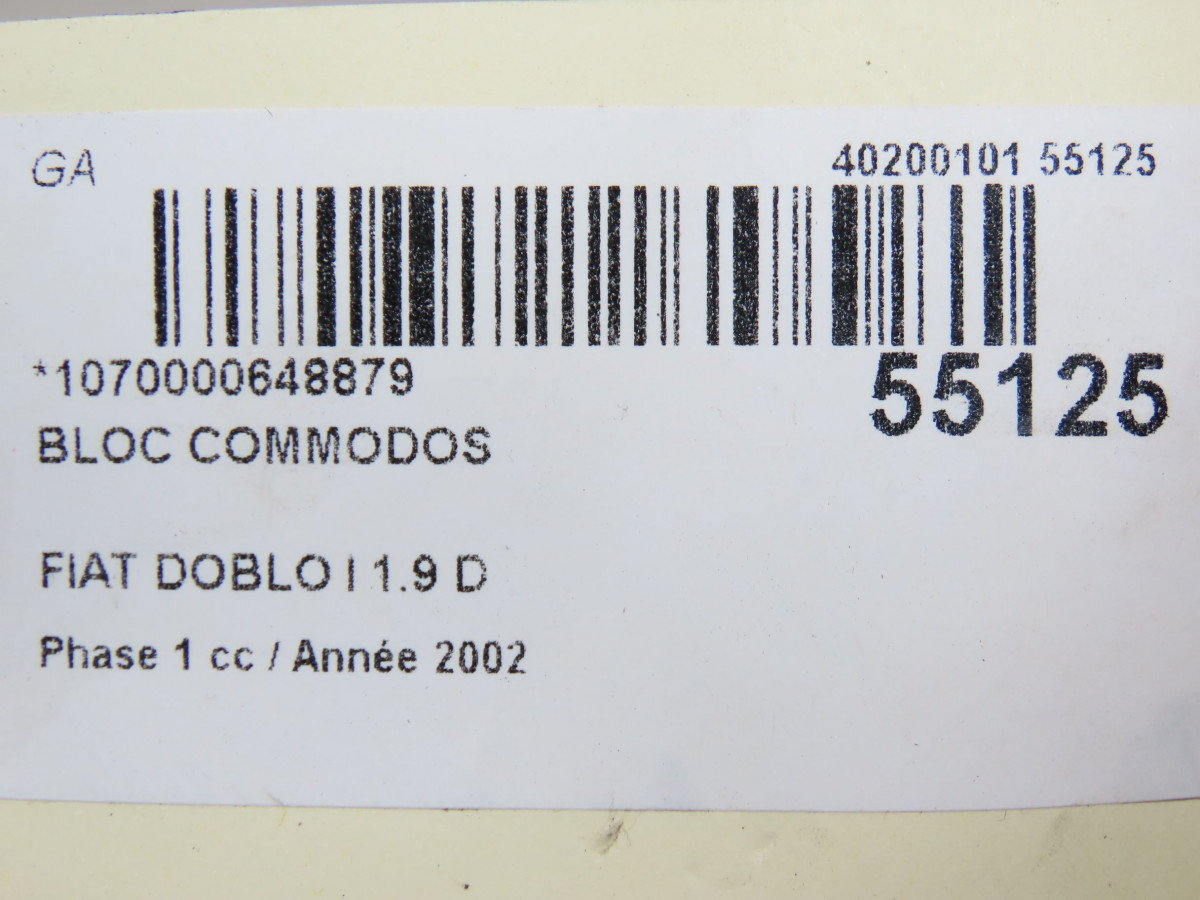 GA
40200101 55125
*1070000648879
55125
BLOC COMMODOS
FIAT DOBLO I 1.9 D
Phase 1 cc / Année 2002